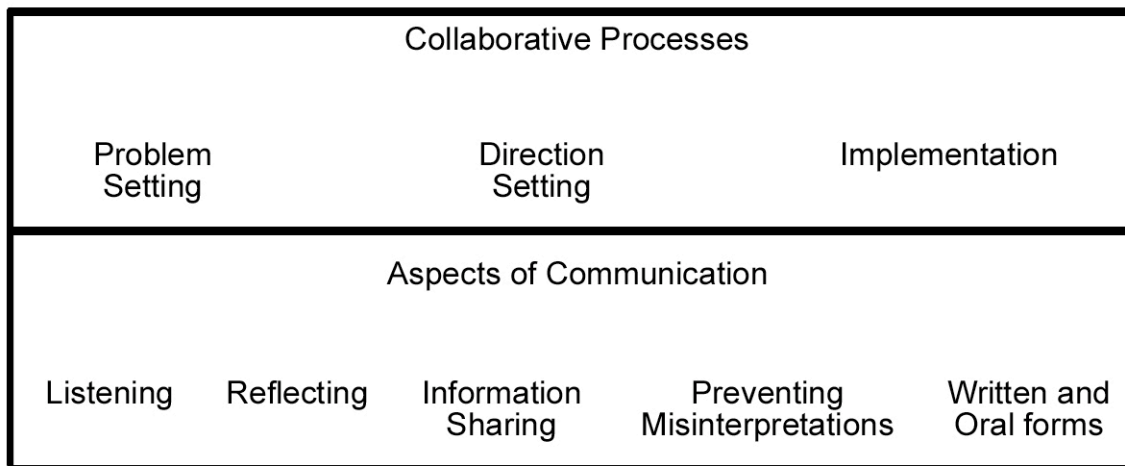 Collaborative Processes
Problem
Setting
Direction
Setting
Implementation
Aspects of Communication
Listening
Reflecting
Information
Sharing
Preventing
Misinterpretations
Written and
Oral forms